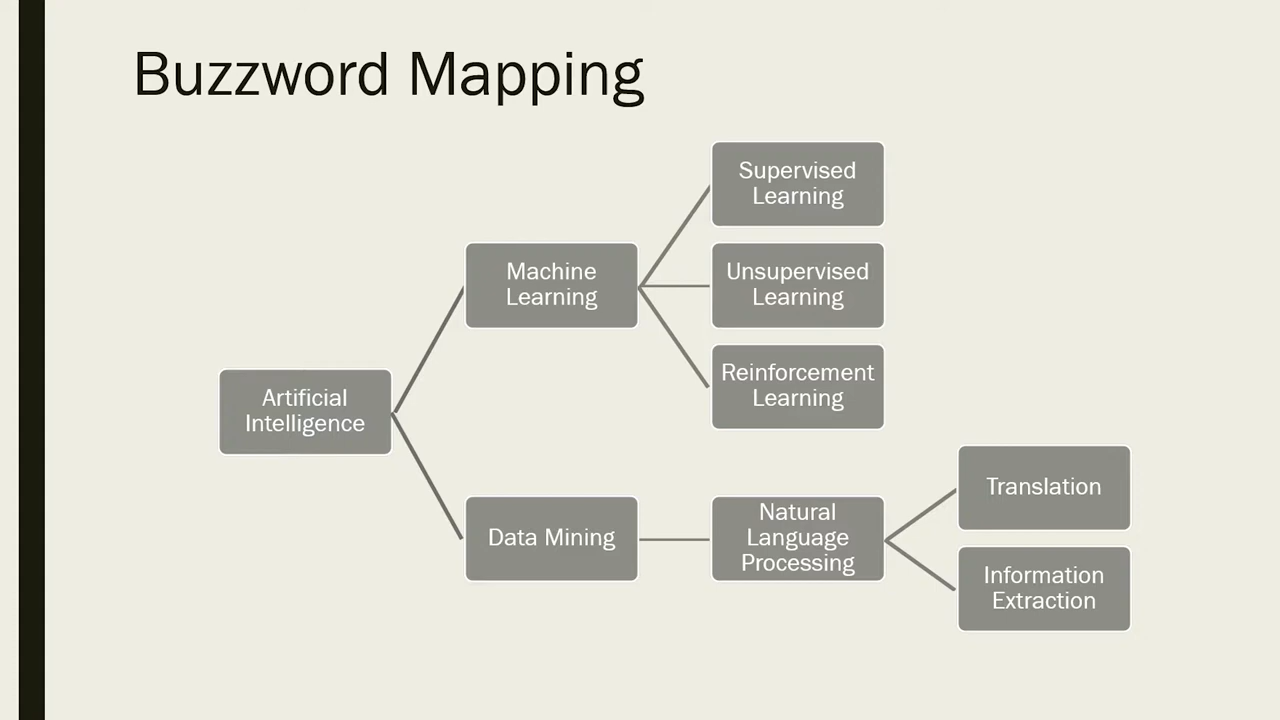 Buzzword Mapping
Supervised
Learning
Machine
Learning
Unsupervised
Learning
Reinforcement
Learning
Artificial
Intelligence
Data Mining
Natural
Language
Processing
Translation
Information
Extraction